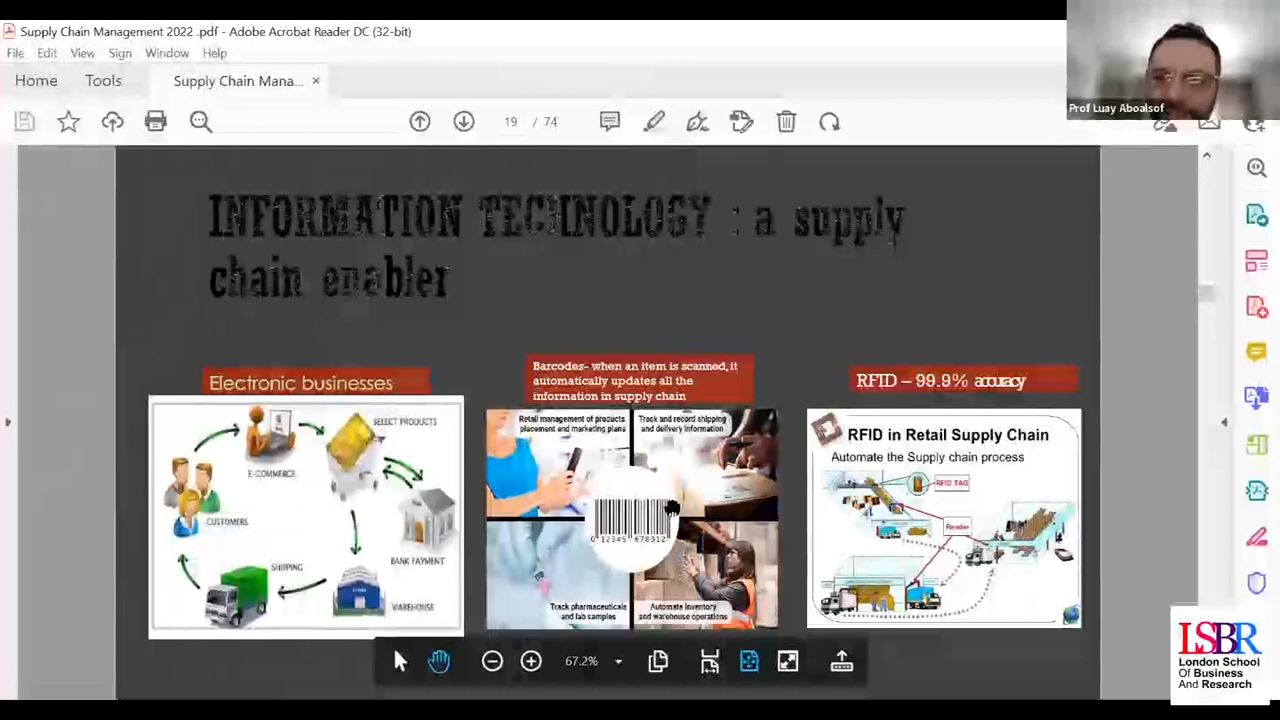 Supply Chain Management 2022 .pdf - Adobe Acrobat Reader DC (32-bit)
File Edit View Sign Window Help
Home Tools Supply Chain Mana... ×
19 / 74
Prof Luay Aboalsof
INFORMATION TECHNOLOGY : a supply
chain enabler
Electronic businesses
SELECT PRODUCTS
E-COMMERCE
CUSTOMERS
BANK PAYMENT
SHIPPING
WAREHOUSE
Barcodes- when an item is scanned, it
automatically updates all the
information in supply chain
Retail management of products
placement and marketing plans
Track and record shipping
and delivery information
0 12345 678912
Track pharmaceuticals
and lab samples
Automate inventory
and warehouse operations
RFID – 99.9% accuracy
RFID in Retail Supply Chain
Automate the Supply chain process
RFID TAG
Reader
67.2%
LSBR
London School
Of Business
And Research